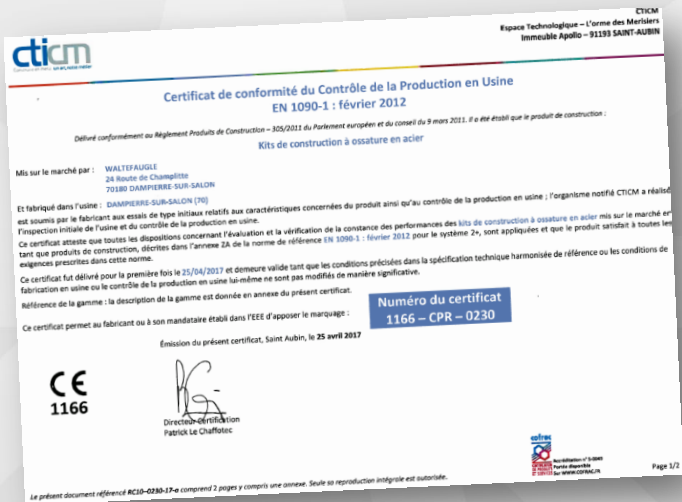 cticm
CTICM
Espace Technologique – L'orme des Merisiers
Immeuble Apollo – 91193 SAINT-AUBIN
Certificat de conformité du Contrôle de la Production en Usine
EN 1090-1 : février 2012
Délivré conformément au Règlement Produits de Construction – 305/2011 du Parlement européen et du conseil du 9 mars 2011. Il a été établi que le produit de construction :
Kits de construction à ossature en acier
Mis sur le marché par : WALTEFAUGLE
24 Route de Champlitte
70180 DAMPIERRE-SUR-SALON
Et fabriqué dans l'usine : DAMPIERRE-SUR-SALON (70)
est soumis par le fabricant aux essais de type initiaux relatifs aux caractéristiques concernées du produit ainsi qu'au contrôle de la production en usine ; l'organisme notifié CTICM a réalisé
l'inspection initiale de l'usine et du contrôle de la production en usine.
Ce certificat atteste que toutes les dispositions concernant l'évaluation et la vérification de la constance des performances des kits de construction à ossature en acier mis sur le marché en
tant que produits de construction, décrites dans l'annexe ZA de la norme de référence EN 1090-1 : février 2012 pour le système 2+, sont appliquées et que le produit satisfait à toutes les
exigences prescrites dans cette norme.
Ce certificat fut délivré pour la première fois le 25/04/2017 et demeure valide tant que les conditions précisées dans la spécification technique harmonisée de référence ou les conditions de
fabrication en usine ou le contrôle de la production en usine lui-même ne sont pas modifiés de manière significative.
Référence de la gamme : la description de la gamme est donnée en annexe du présent certificat.
Ce certificat permet au fabricant ou à son mandataire établi dans l'EEE d'apposer le marquage :
Numéro du certificat
1166 – CPR – 0230
Émission du présent certificat, Saint Aubin, le 25 avril 2017
CE
1166
Directeur Certification
Patrick Le Chaffotec
cofrac
Accréditation n° 5-0049
Portée disponible
Sur WWW.COFRAC.FR
Page 1/2
Le présent document référencé RC10–0230-17-a comprend 2 pages y compris une annexe. Seule sa reproduction intégrale est autorisée.